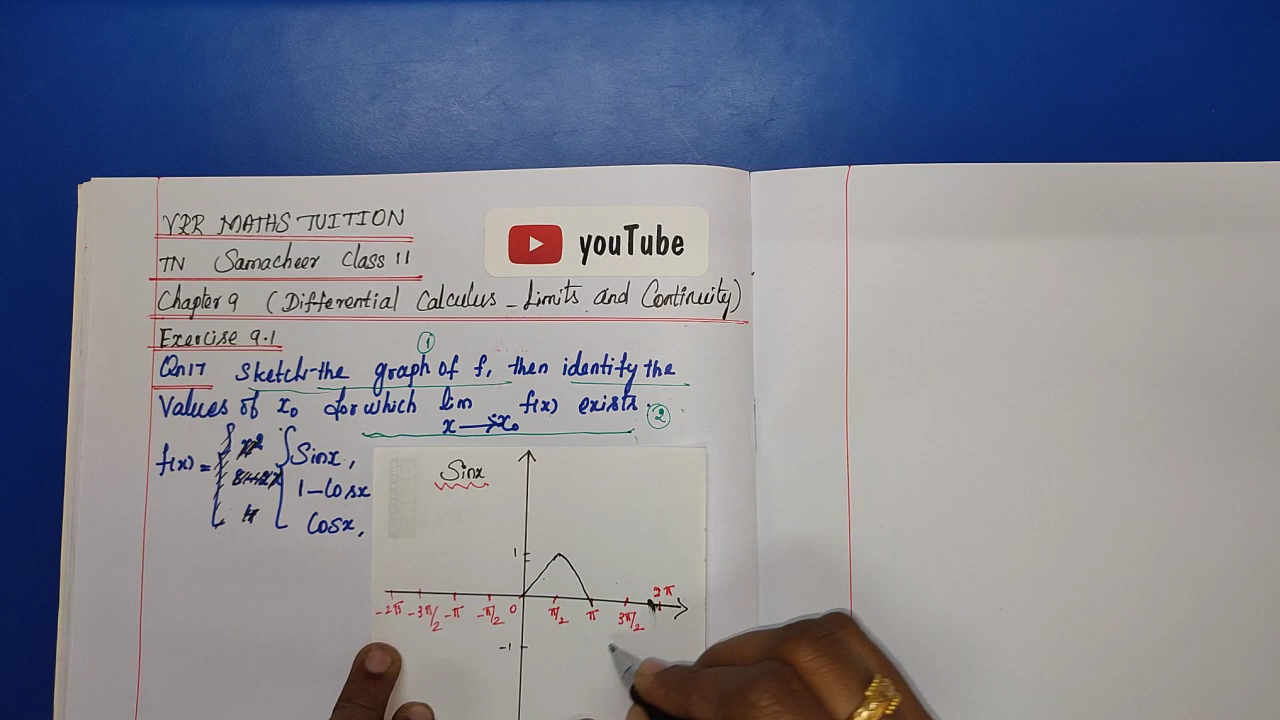 VRR MATHS TUITION
youTube
TN Samacheer Class 11
Chapter 9 (Differential Calculus - Limits and Continuity)
Exercise 9.1
Qn17 Sketch the graph of f, then identify the
①
Values of x₀ for which lim f(x) exists.
x→x₀
②
f(x) = { Sinx,
1-Cosx
Cosx,
Sinx
1
-2π -3π/2 -π -π/2 0 π/2 π 3π/2 2π
-1